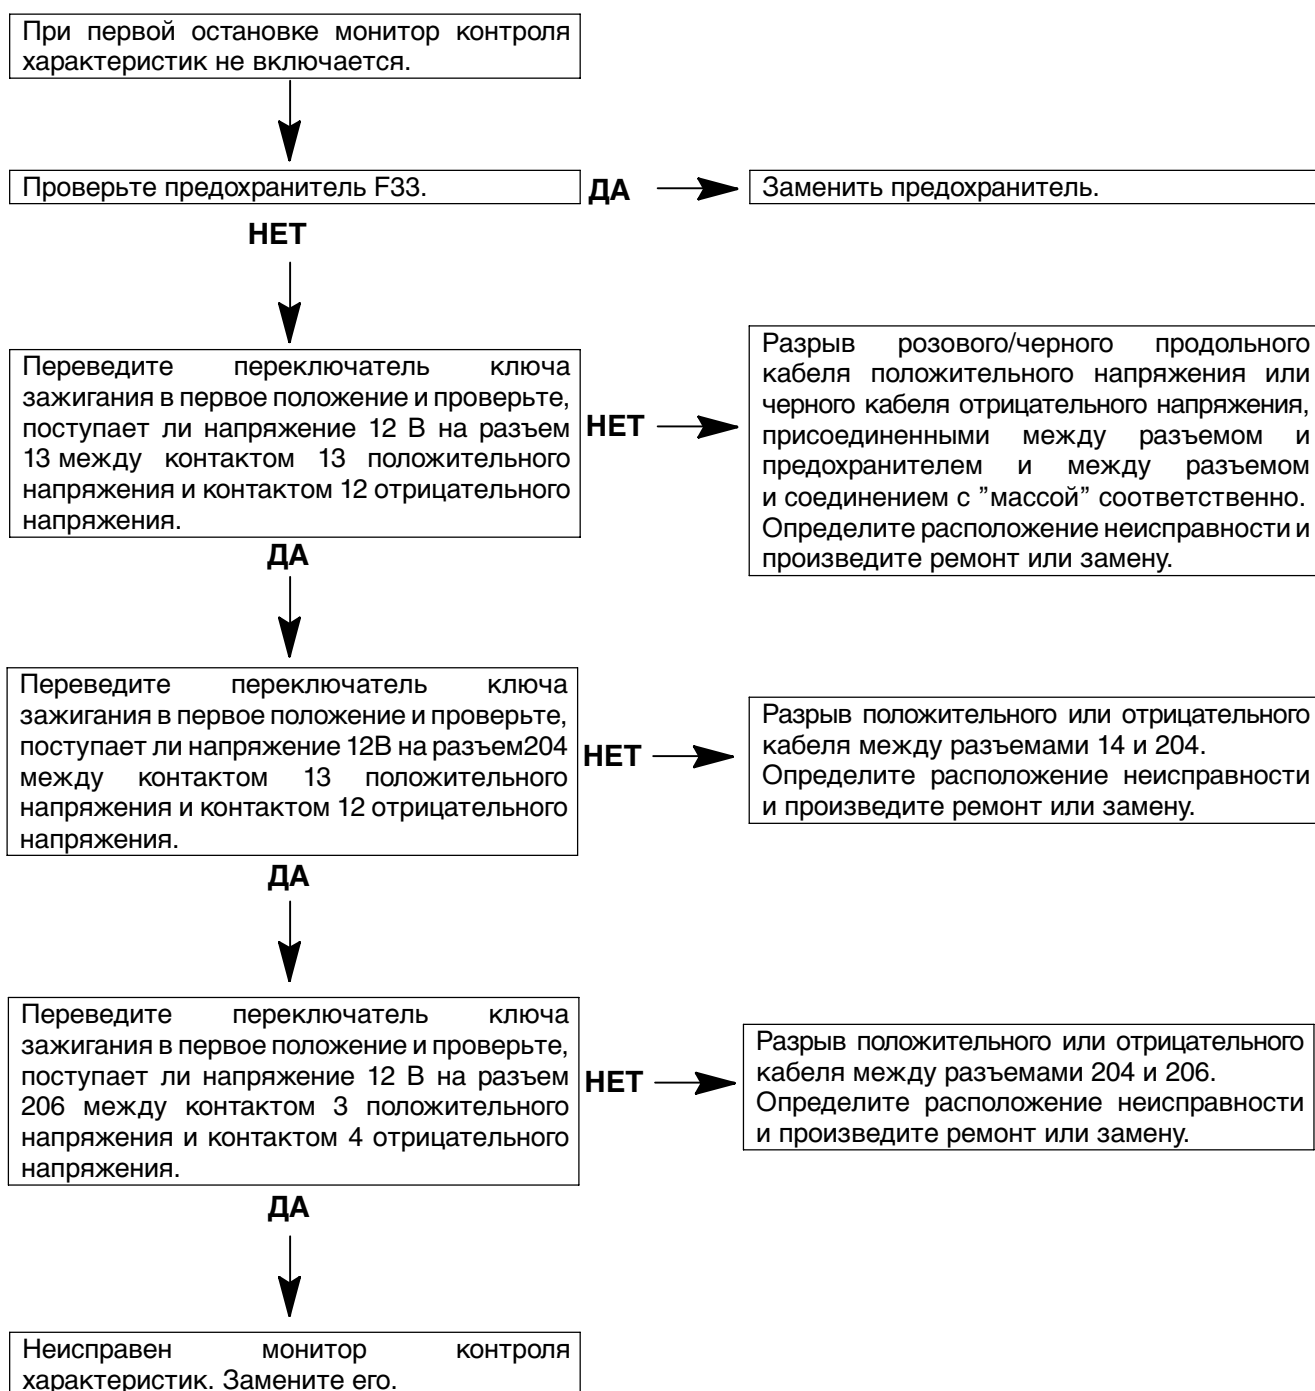 При первой остановке монитор контроля
характеристик не включается.
Проверьте предохранитель F33.
ДА
Заменить предохранитель.
НЕТ
Переведите переключатель ключа
зажигания в первое положение и проверьте,
поступает ли напряжение 12 В на разъем
13 между контактом 13 положительного
напряжения и контактом 12 отрицательного
напряжения.
НЕТ
Разрыв розового/черного продольного
кабеля положительного напряжения или
черного кабеля отрицательного напряжения,
присоединенными между разъемом и
предохранителем и между разъемом
и соединением с ”массой” соответственно.
Определите расположение неисправности и
произведите ремонт или замену.
ДА
Переведите переключатель ключа
зажигания в первое положение и проверьте,
поступает ли напряжение 12В на разъем204
между контактом 13 положительного
напряжения и контактом 12 отрицательного
напряжения.
НЕТ
Разрыв положительного или отрицательного
кабеля между разъемами 14 и 204.
Определите расположение неисправности
и произведите ремонт или замену.
ДА
Переведите переключатель ключа
зажигания в первое положение и проверьте,
поступает ли напряжение 12 В на разъем
206 между контактом 3 положительного
напряжения и контактом 4 отрицательного
напряжения.
НЕТ
Разрыв положительного или отрицательного
кабеля между разъемами 204 и 206.
Определите расположение неисправности
и произведите ремонт или замену.
ДА
Неисправен монитор контроля
характеристик. Замените его.